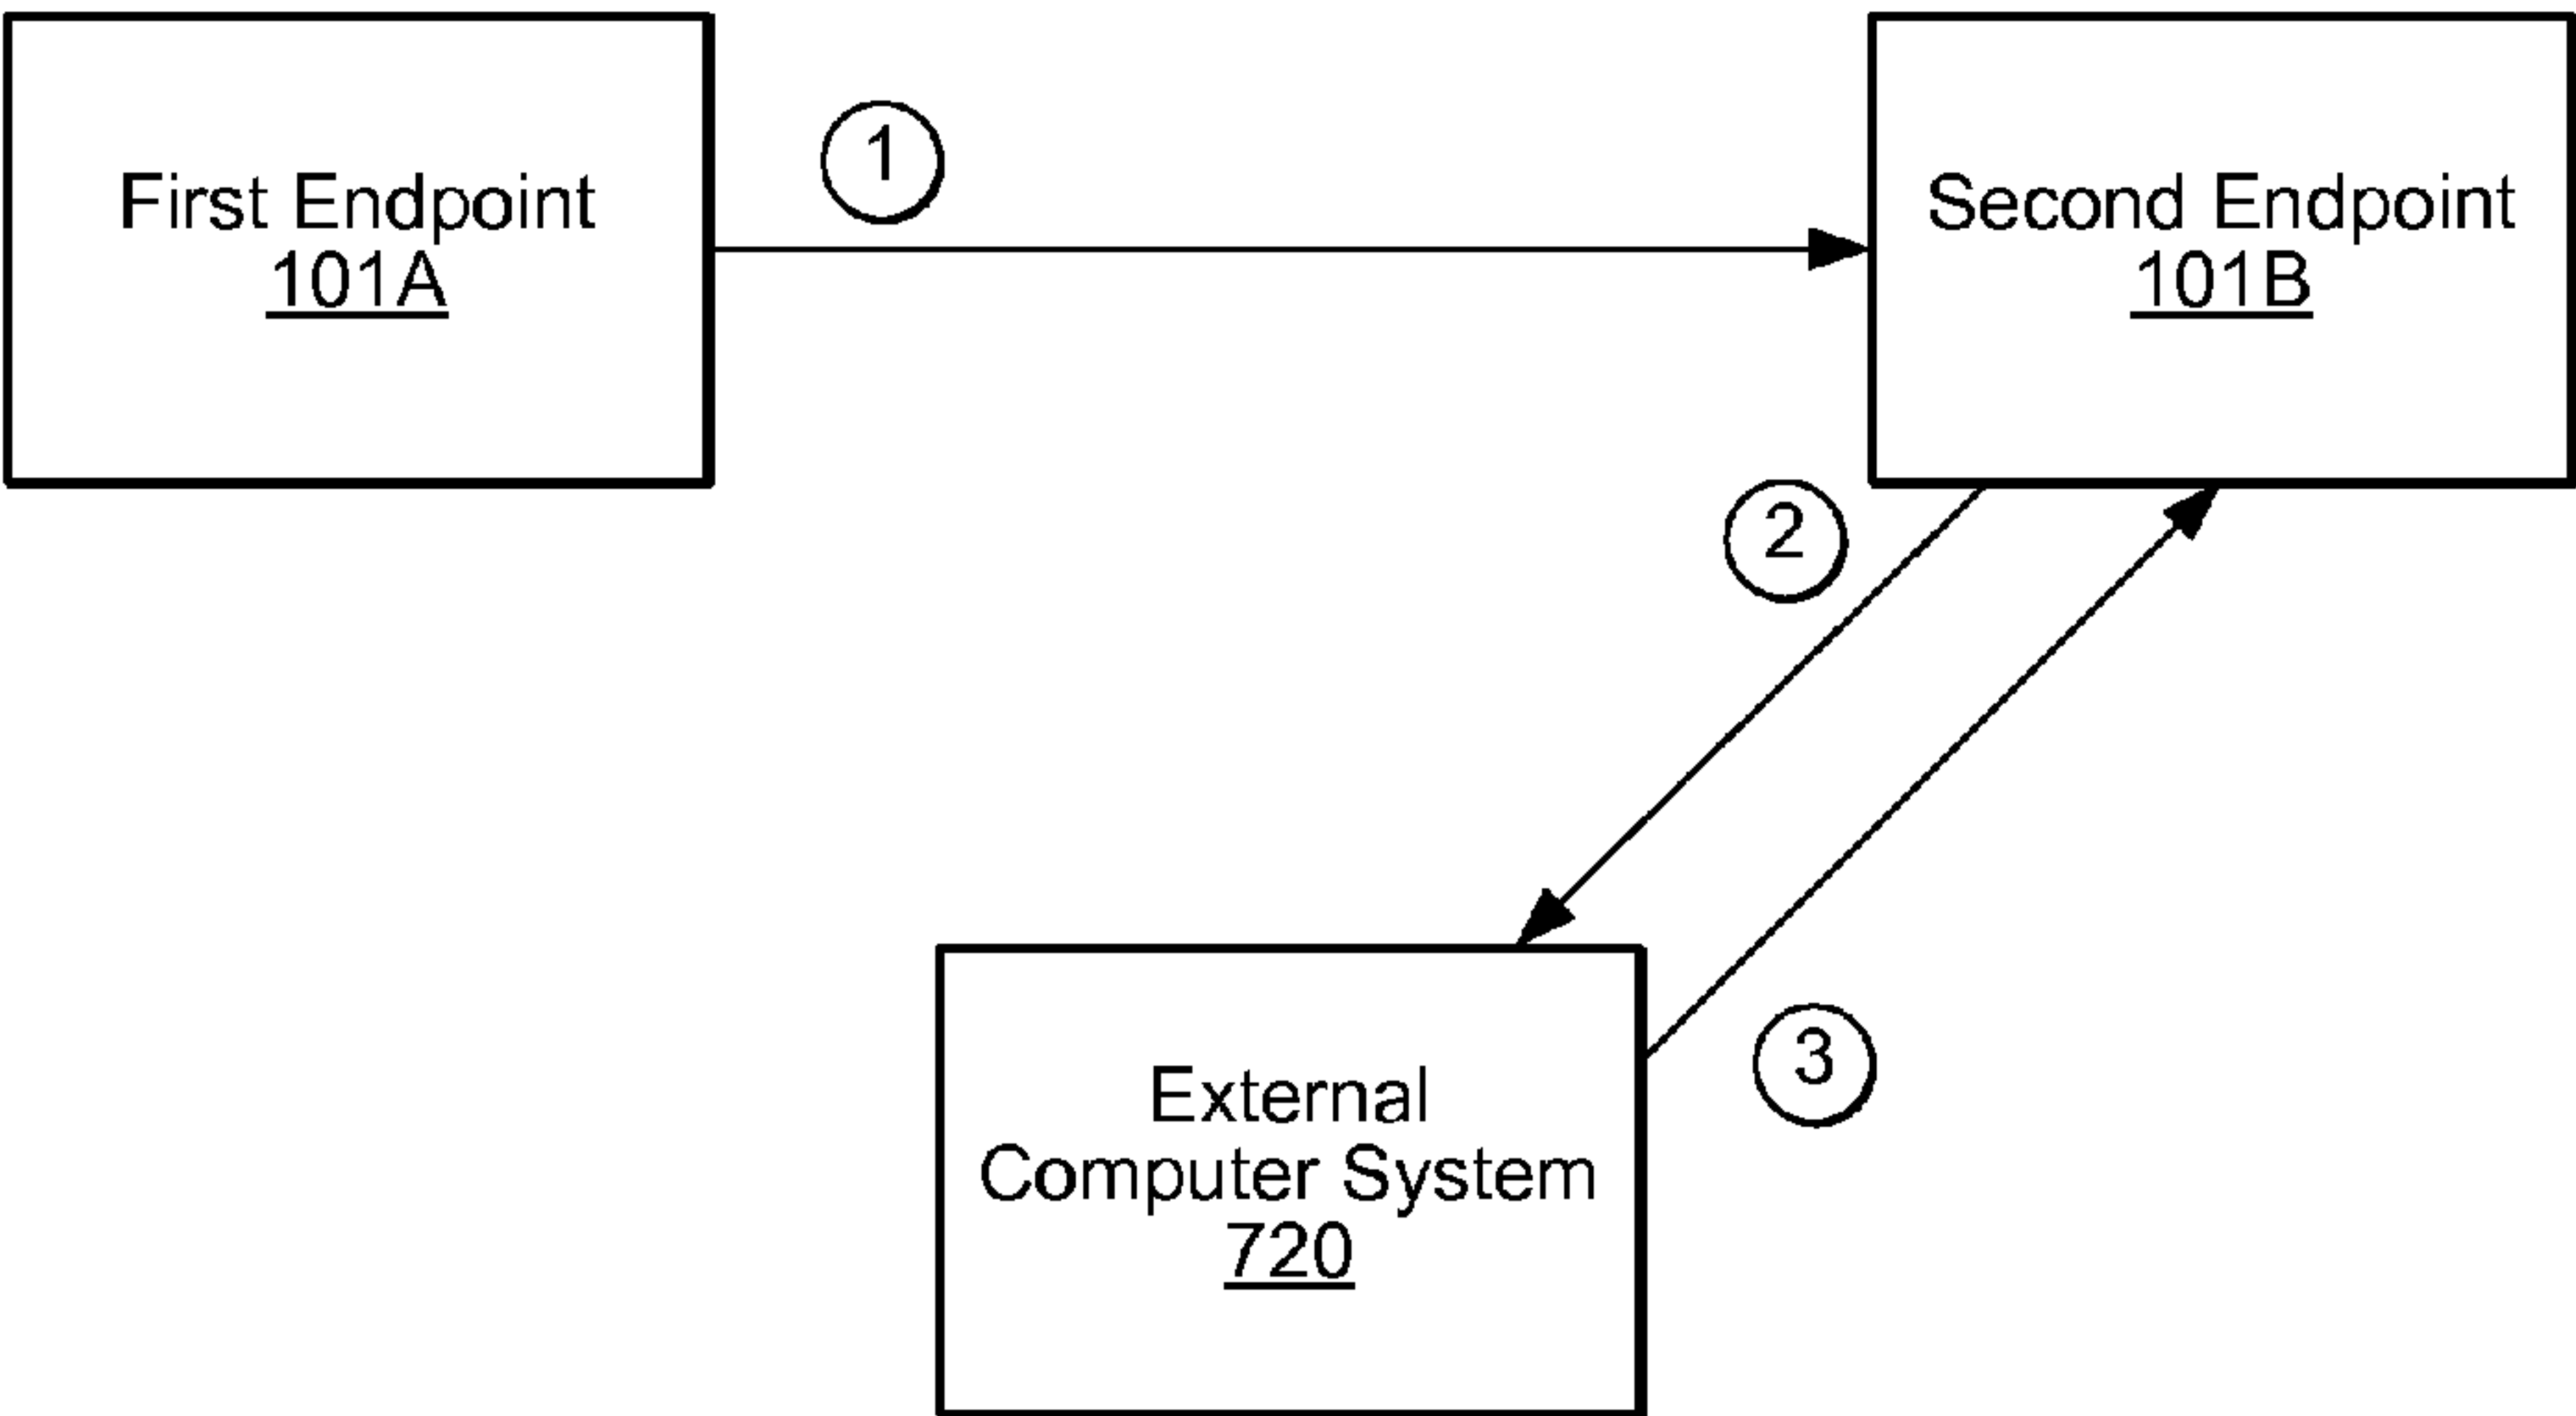 First Endpoint
101A
1
Second Endpoint
101B
2
3
External
Computer System
720